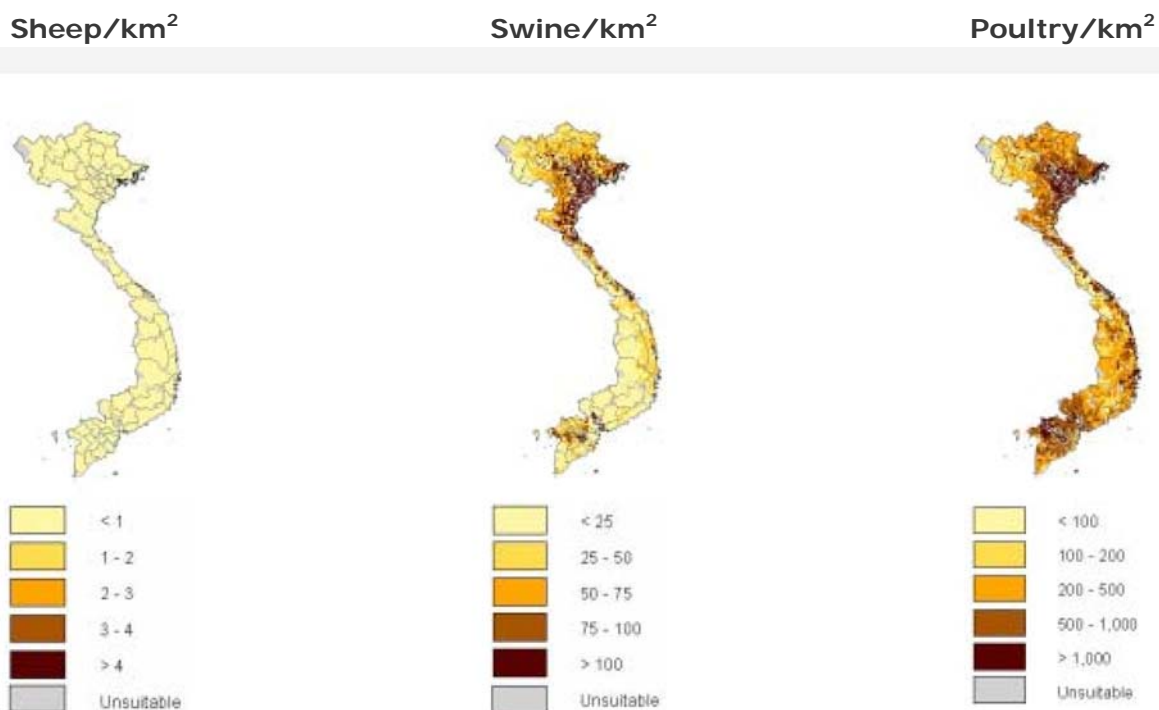 Sheep/km²
Swine/km²
Poultry/km²
< 1
1 - 2
2 - 3
3 - 4
> 4
Unsuitable
< 25
25 - 50
50 - 75
75 - 100
> 100
Unsuitable
< 100
100 - 200
200 - 500
500 - 1,000
> 1,000
Unsuitable